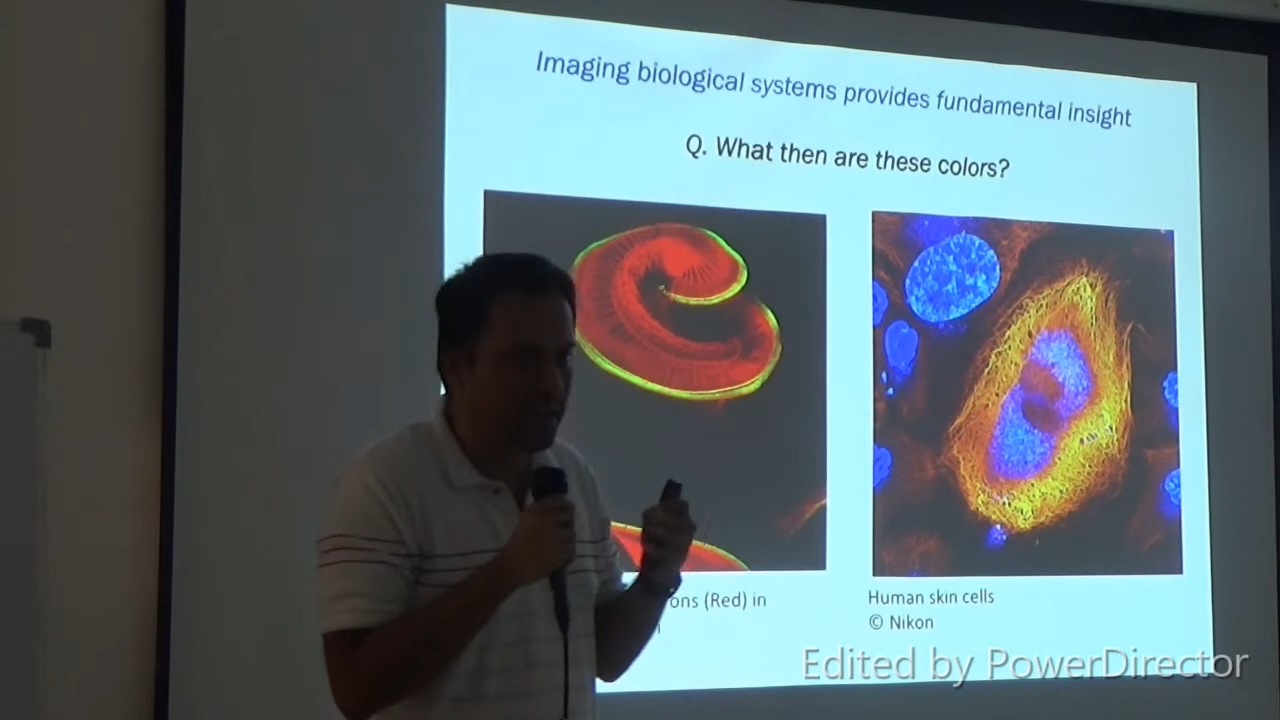 Imaging biological systems provides fundamental insight
Q. What then are these colors?
ons (Red) in
Human skin cells
© Nikon
Edited by PowerDirector